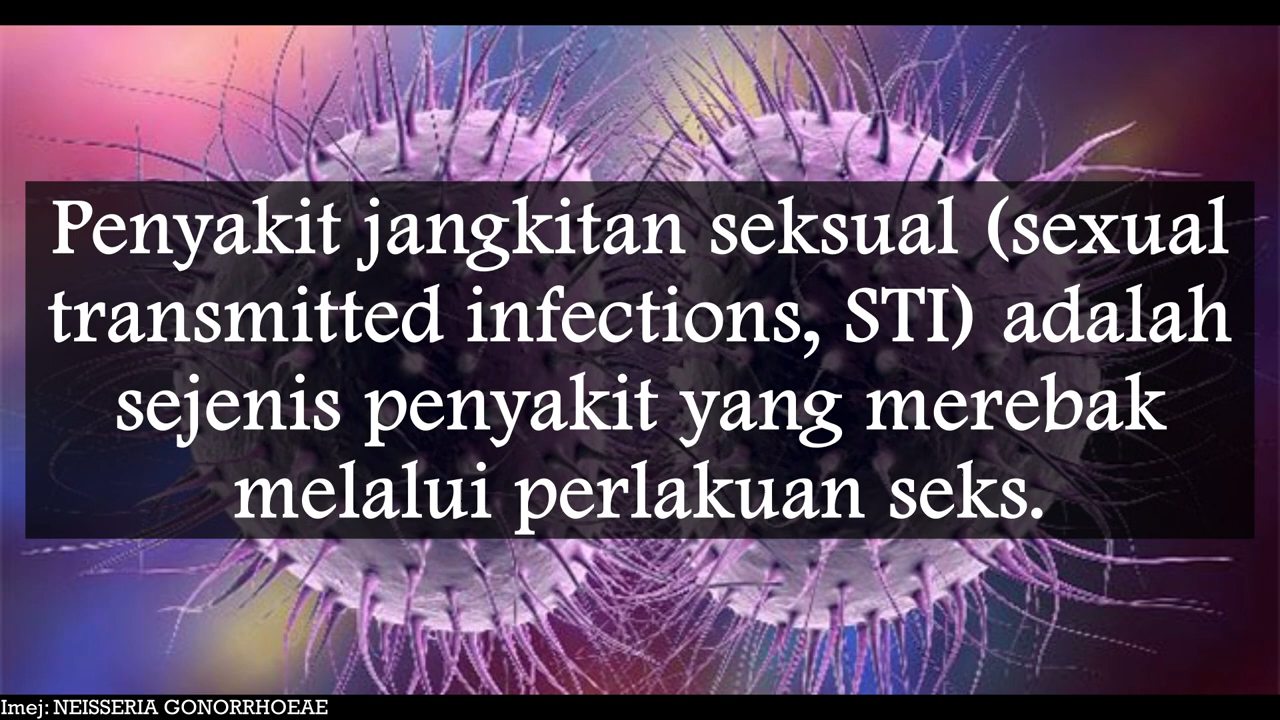 Penyakit jangkitan seksual (sexual
transmitted infections, STI) adalah
sejenis penyakit yang merebak
melalui perlakuan seks.
Imej: NEISSERIA GONORRHOEAE